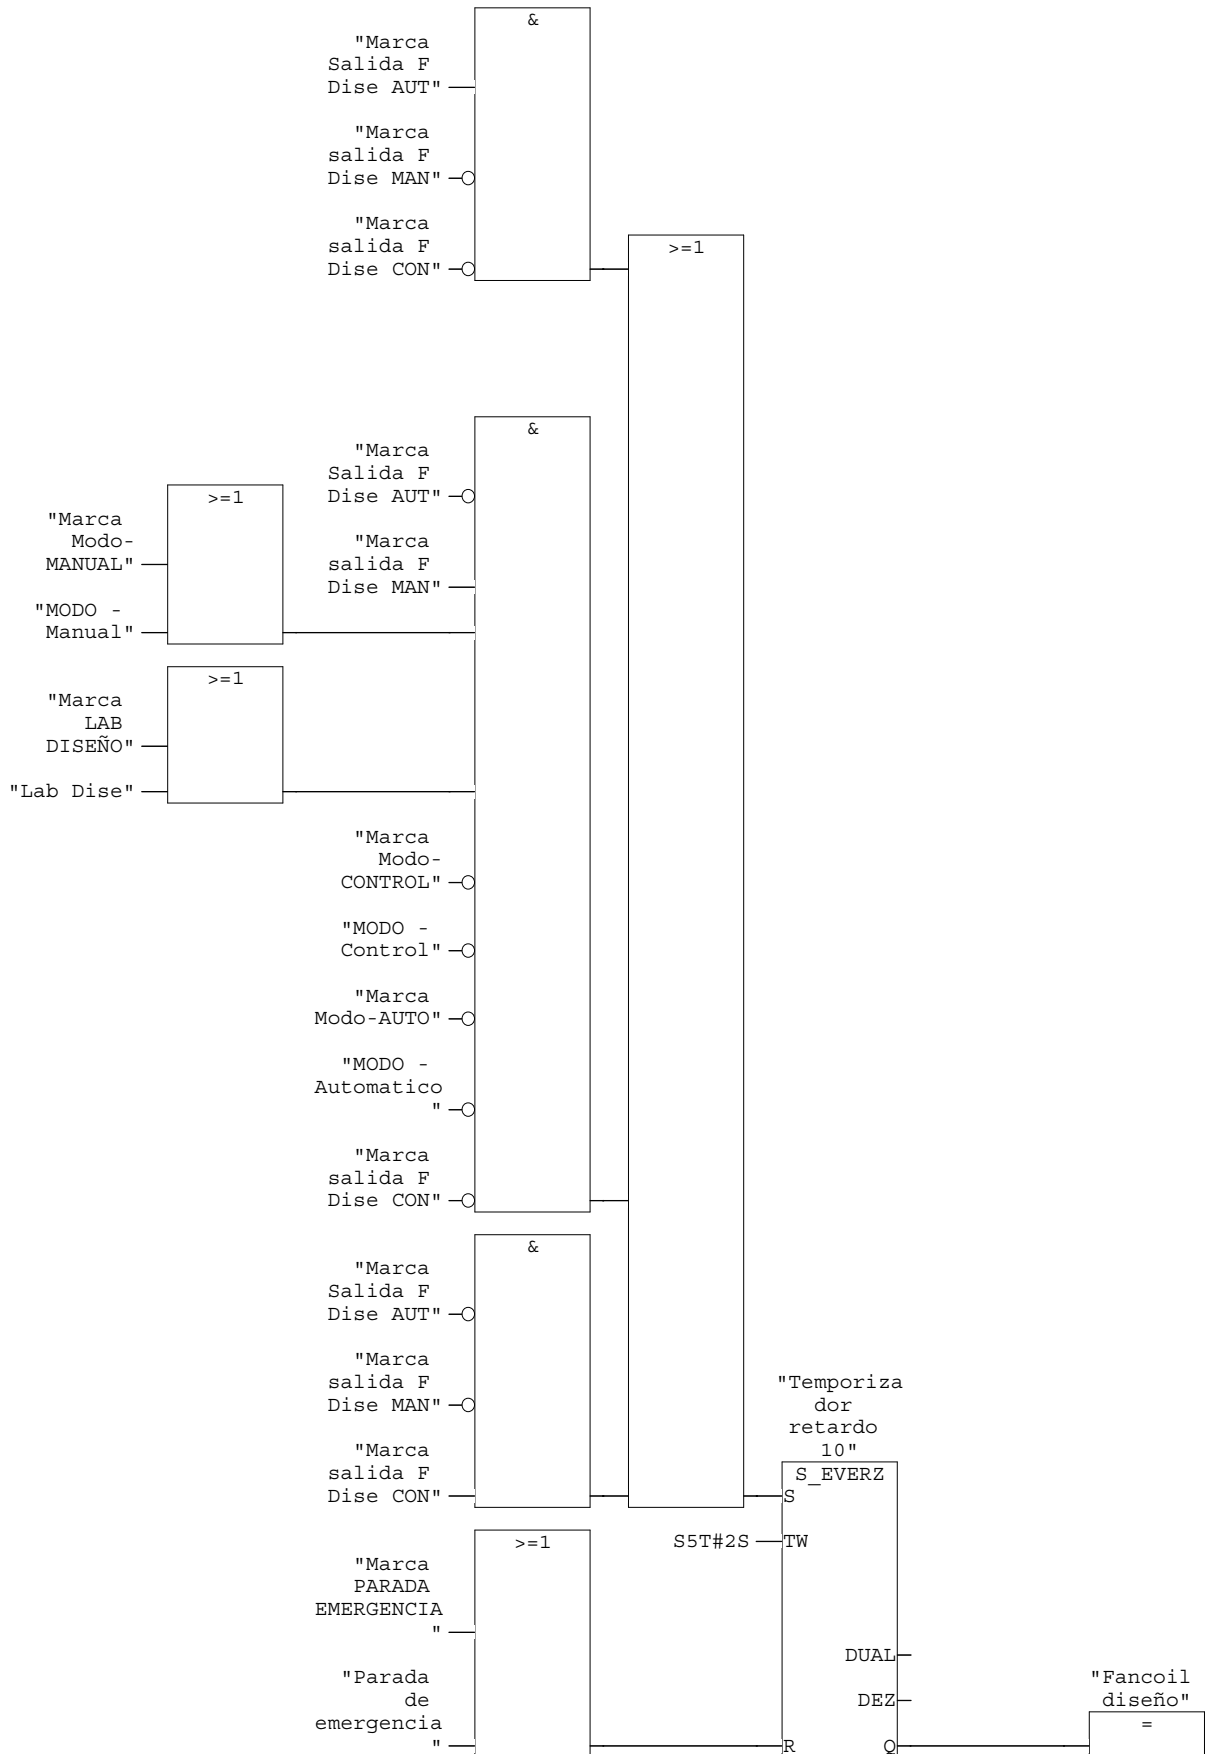 &
"Marca
Salida F
Dise AUT"
"Marca
salida F
Dise MAN"
"Marca
salida F
Dise CON"
>=1
&
"Marca
Salida F
Dise AUT"
>=1
"Marca
Modo-
MANUAL"
"Marca
salida F
Dise MAN"
"MODO -
Manual"
>=1
"Marca
LAB
DISEÑO"
"Lab Dise"
"Marca
Modo-
CONTROL"
"MODO -
Control"
"Marca
Modo-AUTO"
"MODO -
Automatico
"
"Marca
salida F
Dise CON"
&
"Marca
Salida F
Dise AUT"
"Marca
salida F
Dise MAN"
"Marca
salida F
Dise CON"
"Temporiza
dor
retardo
10"
S_EVERZ
S
S5T#2S
TW
>=1
"Marca
PARADA
EMERGENCIA
"
"Parada
de
emergencia
"
DUAL
DEZ
R
Q
"Fancoil
diseño"
=